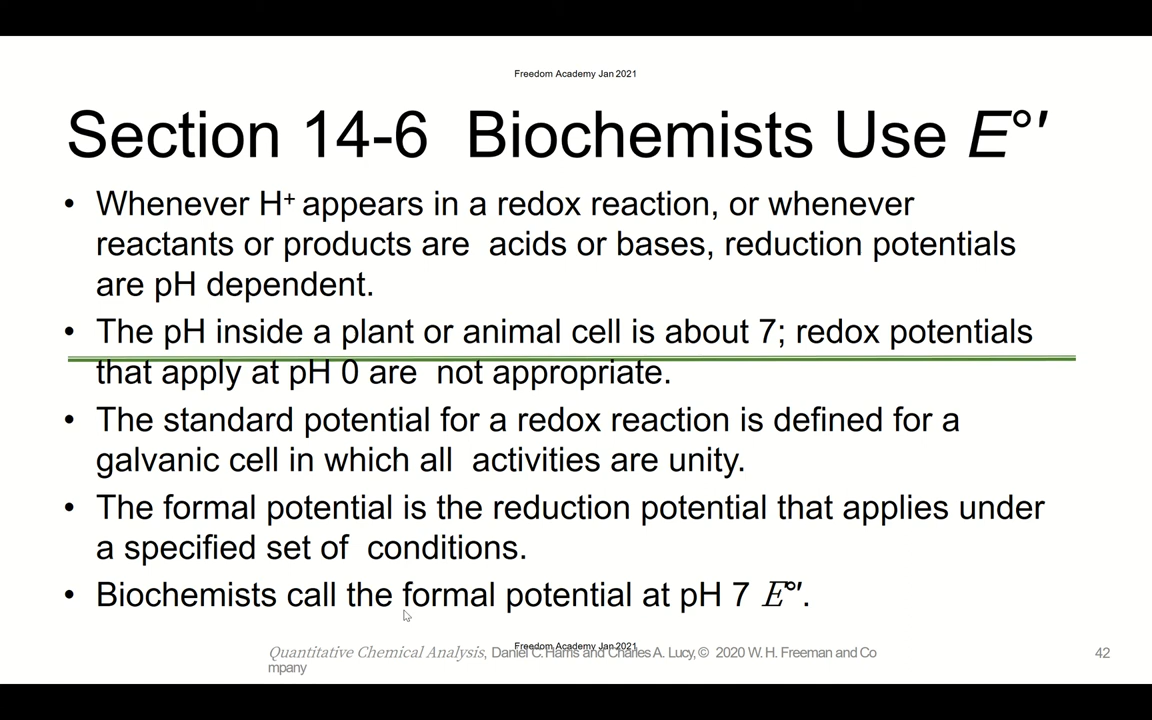 Freedom Academy Jan 2021
Section 14-6 Biochemists Use E°′
• Whenever H⁺ appears in a redox reaction, or whenever
reactants or products are acids or bases, reduction potentials
are pH dependent.
• The pH inside a plant or animal cell is about 7; redox potentials
that apply at pH 0 are not appropriate.
• The standard potential for a redox reaction is defined for a
galvanic cell in which all activities are unity.
• The formal potential is the reduction potential that applies under
a specified set of conditions.
• Biochemists call the formal potential at pH 7 E°′.
Freedom Academy Jan 2021
Quantitative Chemical Analysis, Daniel C. Harris and Charles A. Lucy, © 2020 W. H. Freeman and Co
mpany
42